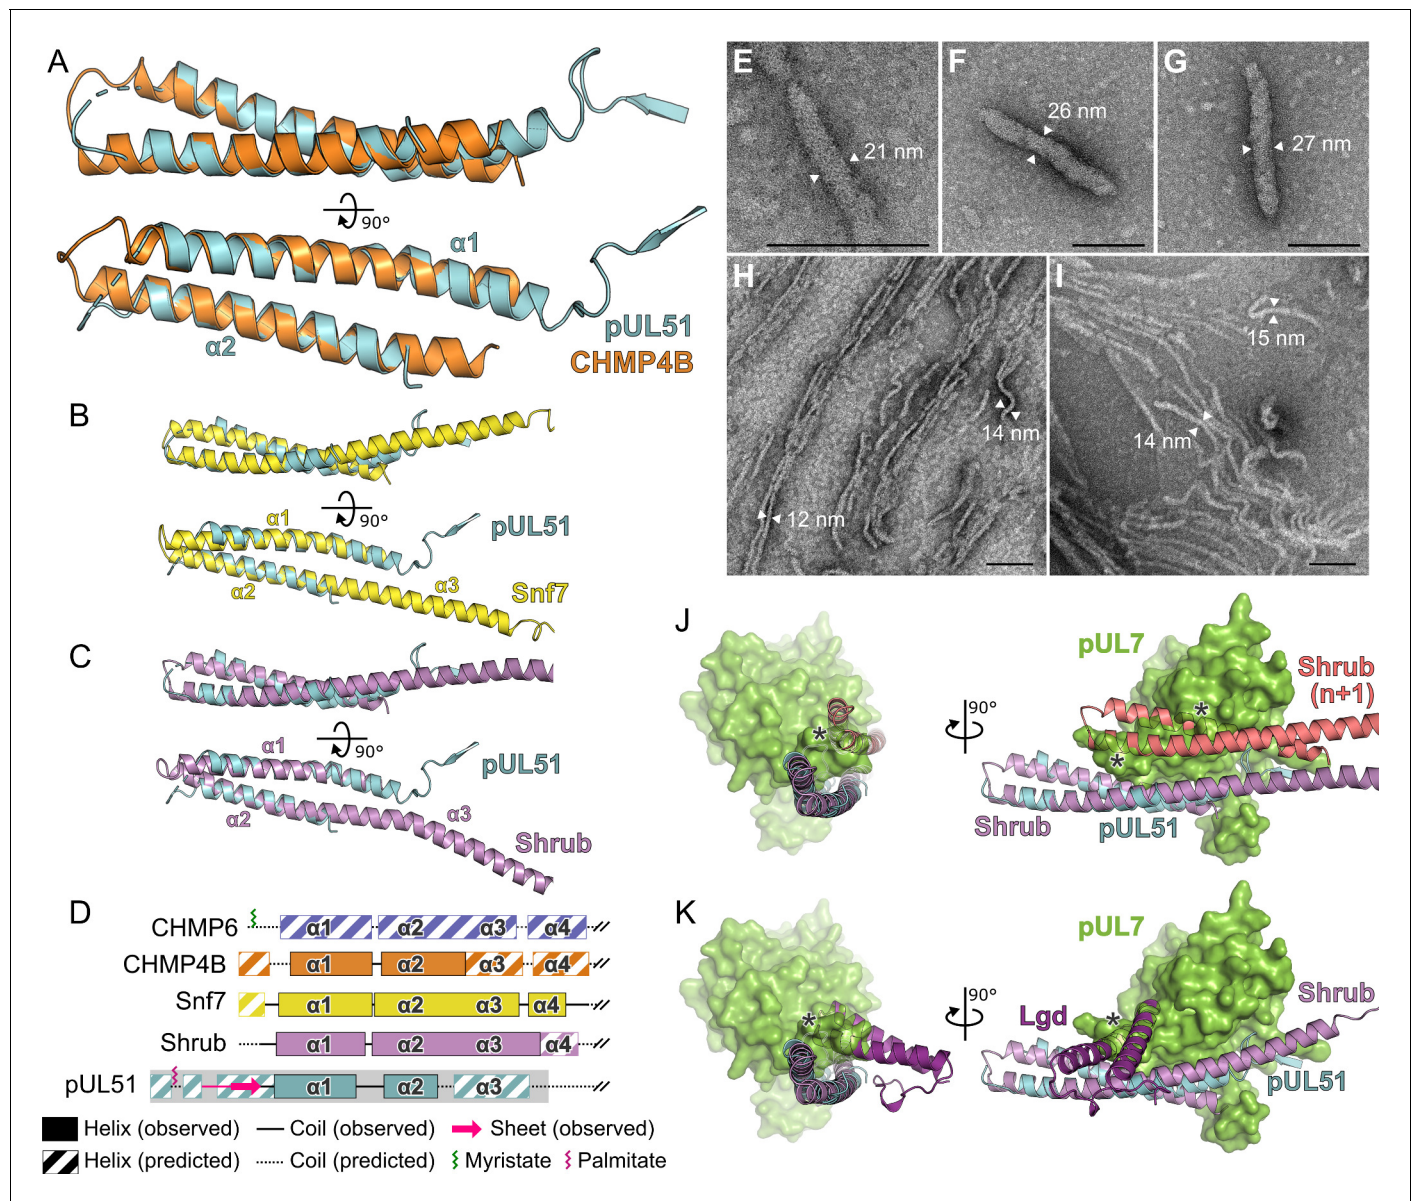 A
90°
α1
α2
pUL51
CHMP4B
B
90°
α1
pUL51
α2
α3
Snf7
C
90°
α1
pUL51
α2
α3
Shrub
D
CHMP6 α1 α2 α3 α4
CHMP4B α1 α2 α3 α4
Snf7 α1 α2 α3 α4
Shrub α1 α2 α3 α4
pUL51 α1 α2 α3
Helix (observed) Coil (observed) Sheet (observed)
Helix (predicted) Coil (predicted) Myristate Palmitate
E
21 nm
F
26 nm
G
27 nm
H
14 nm
12 nm
I
15 nm
14 nm
J
*
90°
pUL7
Shrub
(n+1)
*
*
Shrub
pUL51
K
*
90°
pUL7
Lgd
*
Shrub
pUL51